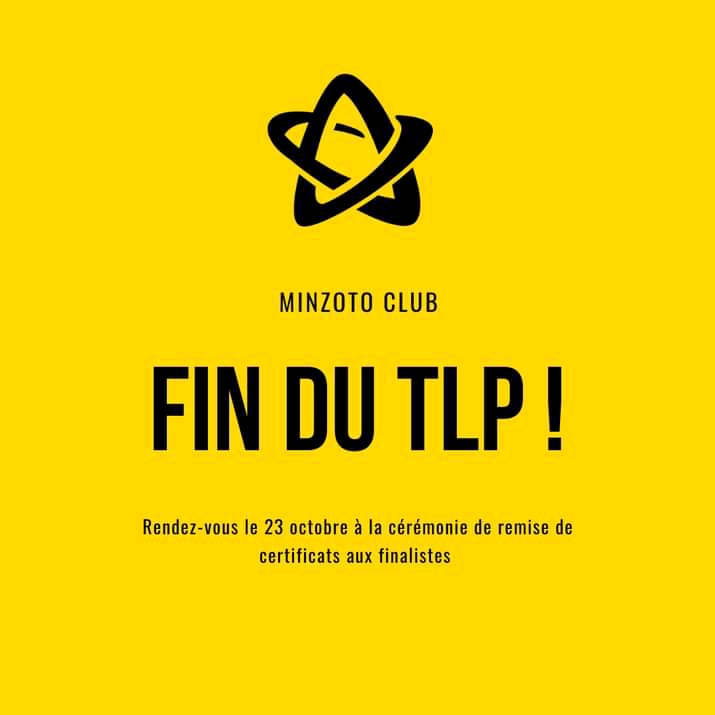 MINZOTO CLUB
FIN DU TLP !
Rendez-vous le 23 octobre à la cérémonie de remise de
certificats aux finalistes